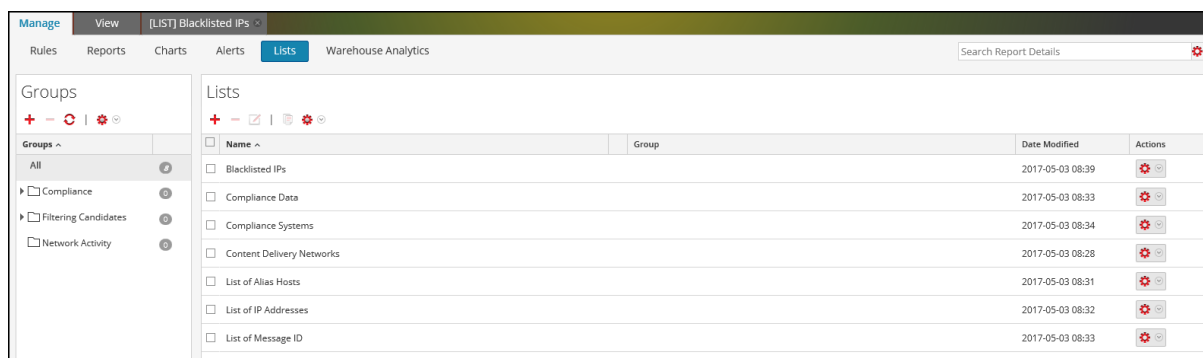 Manage View [LIST] Blacklisted IPs
Rules Reports Charts Alerts Lists Warehouse Analytics Search Report Details
Groups
Lists
Groups
Name Group Date Modified Actions
All
Blacklisted IPs 2017-05-03 08:39
Compliance 0
Compliance Data 2017-05-03 08:33
Filtering Candidates 0
Compliance Systems 2017-05-03 08:34
Network Activity 0
Content Delivery Networks 2017-05-03 08:28
List of Alias Hosts 2017-05-03 08:31
List of IP Addresses 2017-05-03 08:32
List of Message ID 2017-05-03 08:33